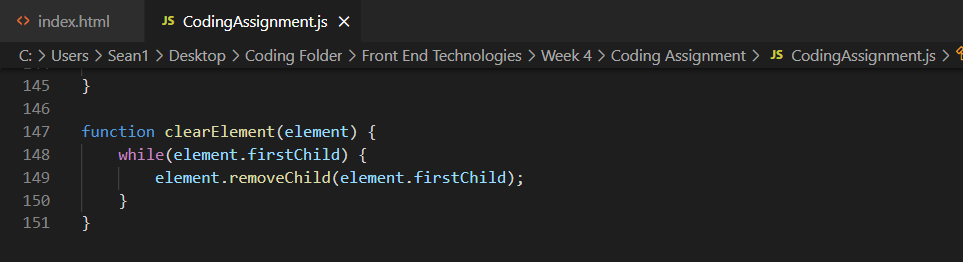 <> index.html JS CodingAssignment.js ×
C: > Users > Sean1 > Desktop > Coding Folder > Front End Technologies > Week 4 > Coding Assignment > JS CodingAssignment.js >
145 }
146
147 function clearElement(element) {
148 while(element.firstChild) {
149 element.removeChild(element.firstChild);
150 }
151 }